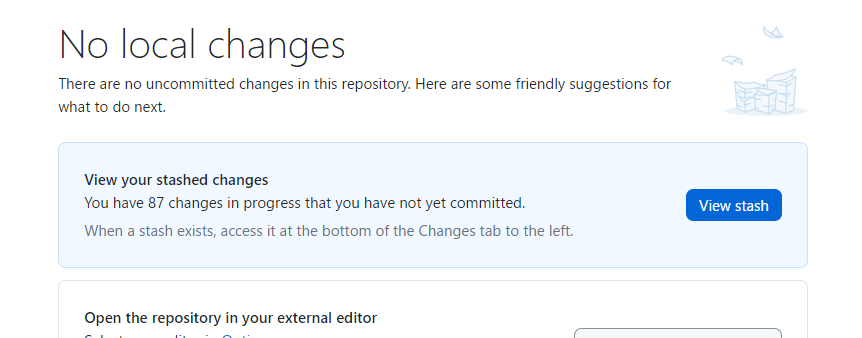 No local changes
There are no uncommitted changes in this repository. Here are some friendly suggestions for
what to do next.
View your stashed changes
You have 87 changes in progress that you have not yet committed.
View stash
When a stash exists, access it at the bottom of the Changes tab to the left.
Open the repository in your external editor